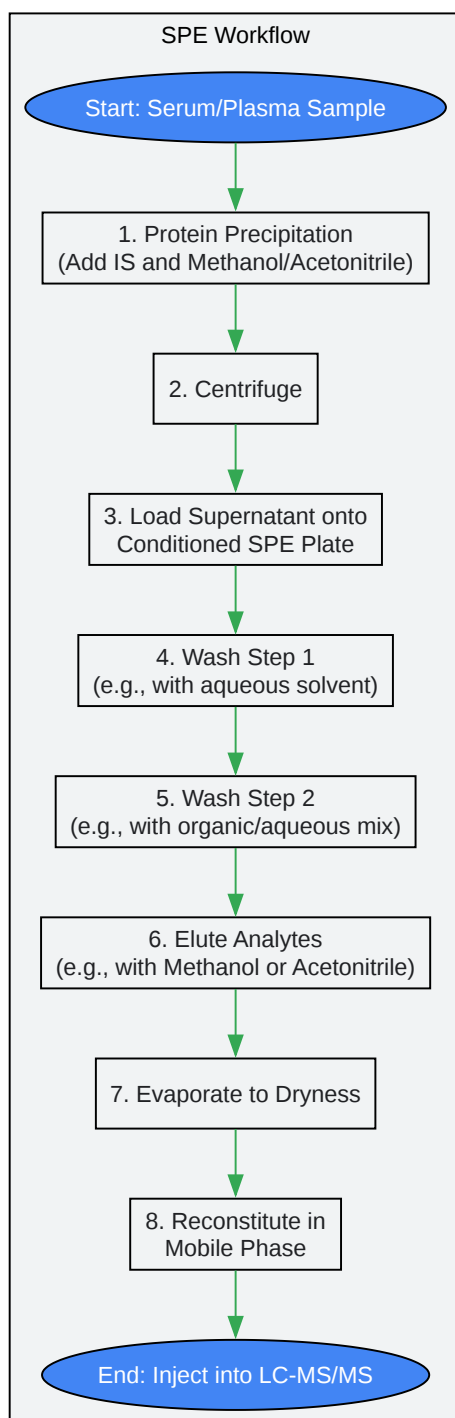 SPE Workflow
Start: Serum/Plasma Sample
1. Protein Precipitation
(Add IS and Methanol/Acetonitrile)
2. Centrifuge
3. Load Supernatant onto
Conditioned SPE Plate
4. Wash Step 1
(e.g., with aqueous solvent)
5. Wash Step 2
(e.g., with organic/aqueous mix)
6. Elute Analytes
(e.g., with Methanol or Acetonitrile)
7. Evaporate to Dryness
8. Reconstitute in
Mobile Phase
End: Inject into LC-MS/MS